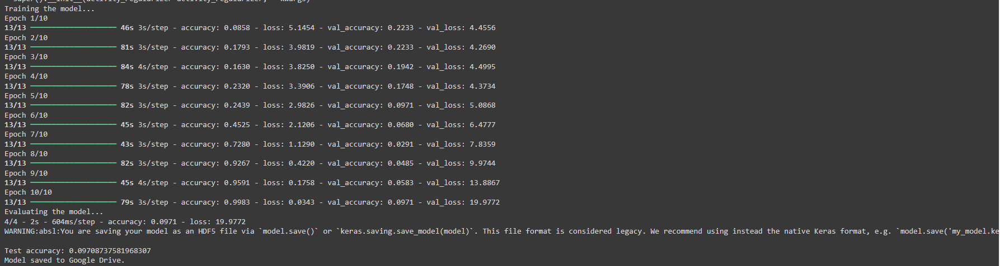 super().__init__(activity_regularizer=activity_regularizer, **kwargs)
Training the model...
Epoch 1/10
13/13 ━━━━━━━━━━━━━━━━━━━━ 46s 3s/step - accuracy: 0.0858 - loss: 5.1454 - val_accuracy: 0.2233 - val_loss: 4.4556
Epoch 2/10
13/13 ━━━━━━━━━━━━━━━━━━━━ 81s 3s/step - accuracy: 0.1793 - loss: 3.9819 - val_accuracy: 0.2233 - val_loss: 4.2690
Epoch 3/10
13/13 ━━━━━━━━━━━━━━━━━━━━ 84s 4s/step - accuracy: 0.1630 - loss: 3.8250 - val_accuracy: 0.1942 - val_loss: 4.4995
Epoch 4/10
13/13 ━━━━━━━━━━━━━━━━━━━━ 78s 3s/step - accuracy: 0.2320 - loss: 3.3906 - val_accuracy: 0.1748 - val_loss: 4.3734
Epoch 5/10
13/13 ━━━━━━━━━━━━━━━━━━━━ 82s 3s/step - accuracy: 0.2439 - loss: 2.9826 - val_accuracy: 0.0971 - val_loss: 5.0868
Epoch 6/10
13/13 ━━━━━━━━━━━━━━━━━━━━ 45s 3s/step - accuracy: 0.4525 - loss: 2.1206 - val_accuracy: 0.0680 - val_loss: 6.4777
Epoch 7/10
13/13 ━━━━━━━━━━━━━━━━━━━━ 43s 3s/step - accuracy: 0.7280 - loss: 1.1290 - val_accuracy: 0.0291 - val_loss: 7.8359
Epoch 8/10
13/13 ━━━━━━━━━━━━━━━━━━━━ 82s 3s/step - accuracy: 0.9267 - loss: 0.4220 - val_accuracy: 0.0485 - val_loss: 9.9744
Epoch 9/10
13/13 ━━━━━━━━━━━━━━━━━━━━ 45s 4s/step - accuracy: 0.9591 - loss: 0.1758 - val_accuracy: 0.0583 - val_loss: 13.8867
Epoch 10/10
13/13 ━━━━━━━━━━━━━━━━━━━━ 79s 3s/step - accuracy: 0.9983 - loss: 0.0343 - val_accuracy: 0.0971 - val_loss: 19.9772
Evaluating the model...
4/4 - 2s - 604ms/step - accuracy: 0.0971 - loss: 19.9772
WARNING:absl:You are saving your model as an HDF5 file via `model.save()` or `keras.saving.save_model(model)`. This file format is considered legacy. We recommend using instead the native Keras format, e.g. `model.save('my_model.ke
Test accuracy: 0.09708737581968307
Model saved to Google Drive.